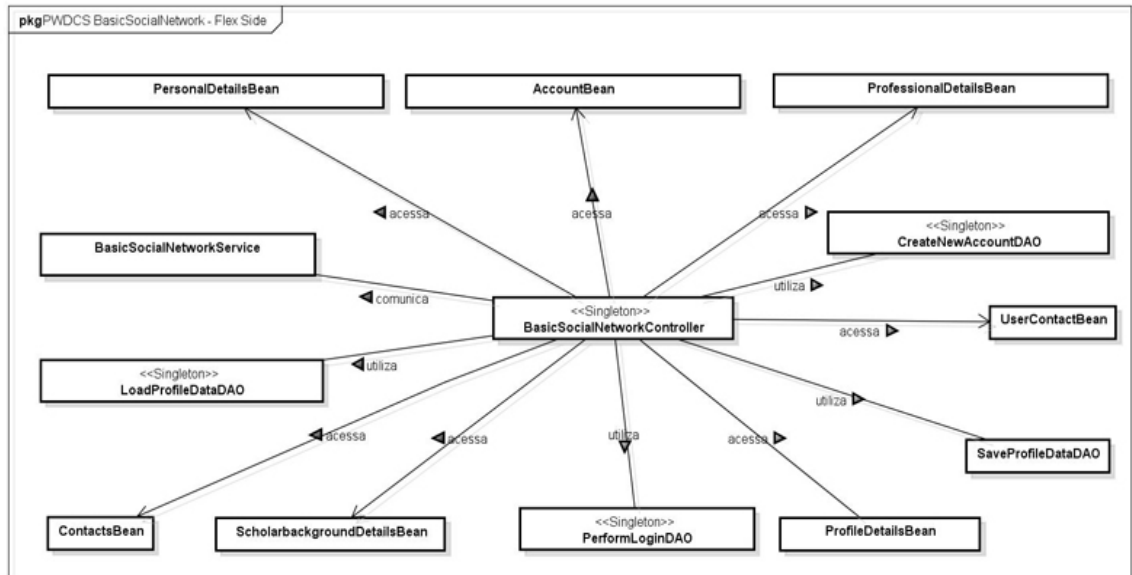 pkgPWDCS BasicSocialNetwork - Flex Side
PersonalDetailsBean
AccountBean
ProfessionalDetailsBean
acessa
acessa
acessa
<<Singleton>>
CreateNewAccountDAO
BasicSocialNetworkService
utiliza
comunica
<<Singleton>>
BasicSocialNetworkController
UserContactBean
acessa
<<Singleton>>
LoadProfileDataDAO
utiliza
utiliza
acessa
acessa
utiliza
acessa
SaveProfileDataDAO
ContactsBean
ScholarbackgroundDetailsBean
<<Singleton>>
PerformLoginDAO
ProfileDetailsBean